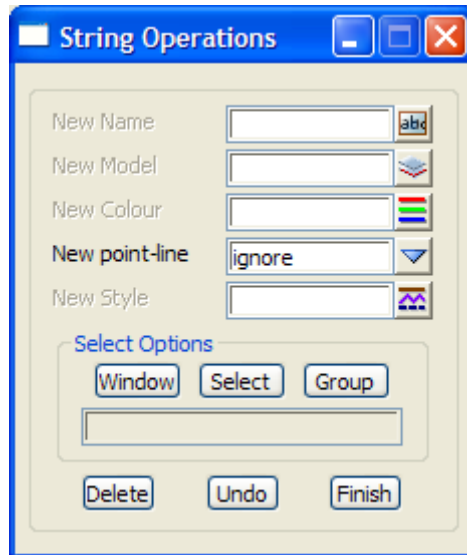 String Operations
New Name abc
New Model
New Colour
New point-line ignore
New Style
Select Options
Window Select Group
Delete Undo Finish